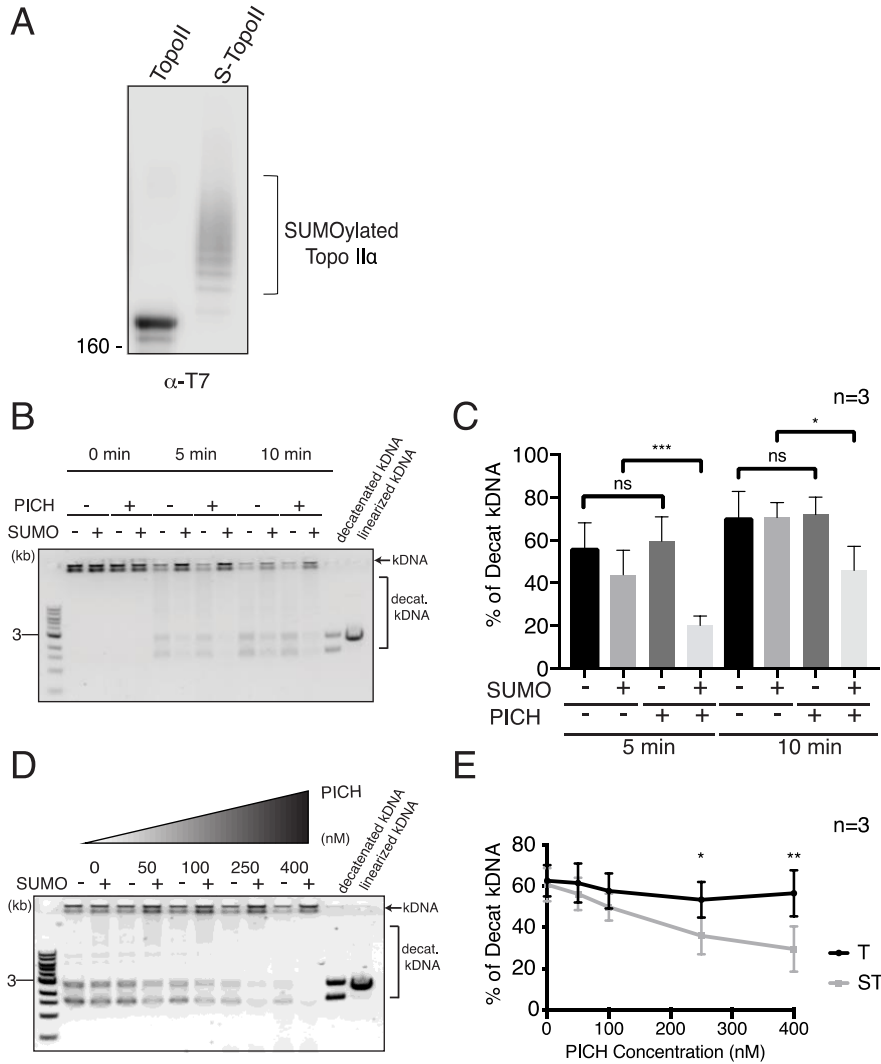 A
TopoII
S-TopoII
SUMOylated
Topo IIα
160 -
α-T7
B
0 min 5 min 10 min
decatenated kDNA
linearized kDNA
PICH - + - + - +
SUMO - + - + - + - + - + - +
(kb)
kDNA
decat.
kDNA
3
C
n=3
% of Decat kDNA
100
80
60
40
20
0
ns
***
ns
*
SUMO - + - + - + - +
PICH - - + + - - + +
5 min 10 min
D
PICH
(nM)
decatenated kDNA
linearized kDNA
0 50 100 250 400
SUMO - + - + - + - + - +
(kb)
kDNA
decat.
kDNA
3
E
n=3
% of Decat kDNA
80
60
40
20
0
* **
T
ST
0 100 200 300 400
PICH Concentration (nM)